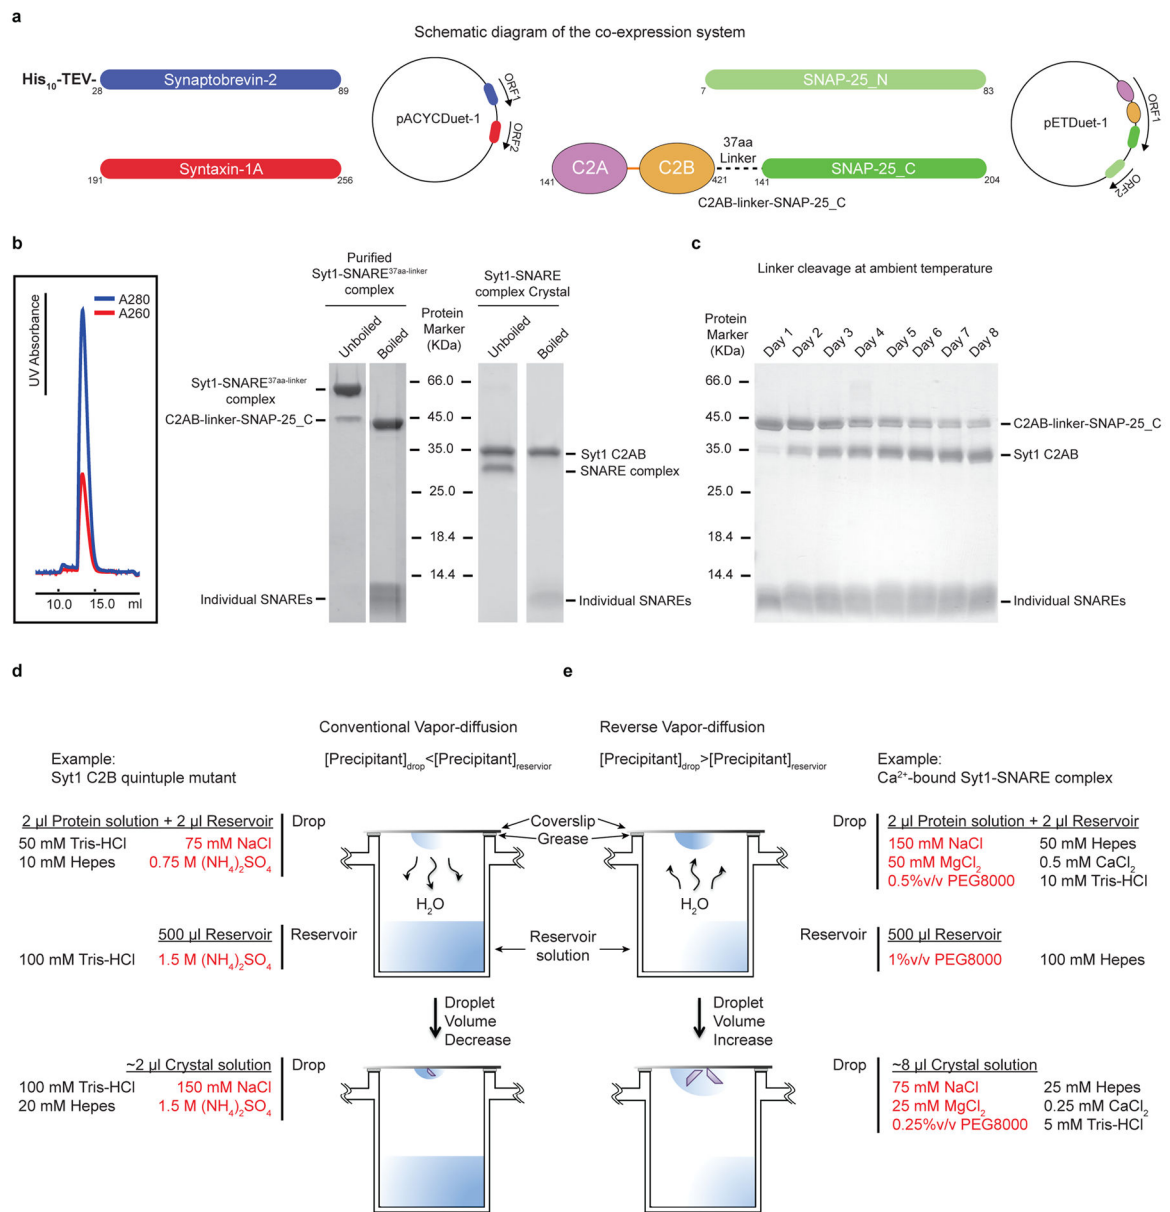 a
Schematic diagram of the co-expression system
His10-TEV-
Synaptobrevin-2
28
89
Syntaxin-1A
191
256
pACYCDuet-1
ORF1
ORF2
SNAP-25_N
7
83
C2A
C2B
141
421
37aa
Linker
141
SNAP-25_C
204
C2AB-linker-SNAP-25_C
pETDuet-1
ORF1
ORF2
b
UV Absorbance
A280
A260
10.0 15.0 ml
Purified
Syt1-SNARE37aa-linker
complex
Unboiled
Boiled
Protein
Marker
(KDa)
Syt1-SNARE
complex Crystal
Unboiled
Boiled
Syt1-SNARE37aa-linker
complex
C2AB-linker-SNAP-25_C
Individual SNAREs
66.0
45.0
35.0
25.0
18.4
14.4
Syt1 C2AB
SNARE complex
Individual SNAREs
c
Linker cleavage at ambient temperature
Protein
Marker
(KDa)
Day 1
Day 2
Day 3
Day 4
Day 5
Day 6
Day 7
Day 8
66.0
45.0
35.0
25.0
18.4
14.4
C2AB-linker-SNAP-25_C
Syt1 C2AB
Individual SNAREs
d
Conventional Vapor-diffusion
[Precipitant]drop<[Precipitant]reservior
Example:
Syt1 C2B quintuple mutant
2 µl Protein solution + 2 µl Reservoir
Drop
50 mM Tris-HCl 75 mM NaCl
10 mM Hepes 0.75 M (NH4)2SO4
500 µl Reservoir
Reservoir
100 mM Tris-HCl 1.5 M (NH4)2SO4
~2 µl Crystal solution
Drop
100 mM Tris-HCl 150 mM NaCl
20 mM Hepes 1.5 M (NH4)2SO4
H2O
Droplet
Volume
Decrease
Coverslip
Grease
Reservoir
solution
e
Reverse Vapor-diffusion
[Precipitant]drop>[Precipitant]reservior
H2O
Droplet
Volume
Increase
Example:
Ca2+-bound Syt1-SNARE complex
Drop
2 µl Protein solution + 2 µl Reservoir
150 mM NaCl 50 mM Hepes
50 mM MgCl2 0.5 mM CaCl2
0.5%v/v PEG8000 10 mM Tris-HCl
Reservoir
500 µl Reservoir
1%v/v PEG8000 100 mM Hepes
Drop
~8 µl Crystal solution
75 mM NaCl 25 mM Hepes
25 mM MgCl2 0.25 mM CaCl2
0.25%v/v PEG8000 5 mM Tris-HCl